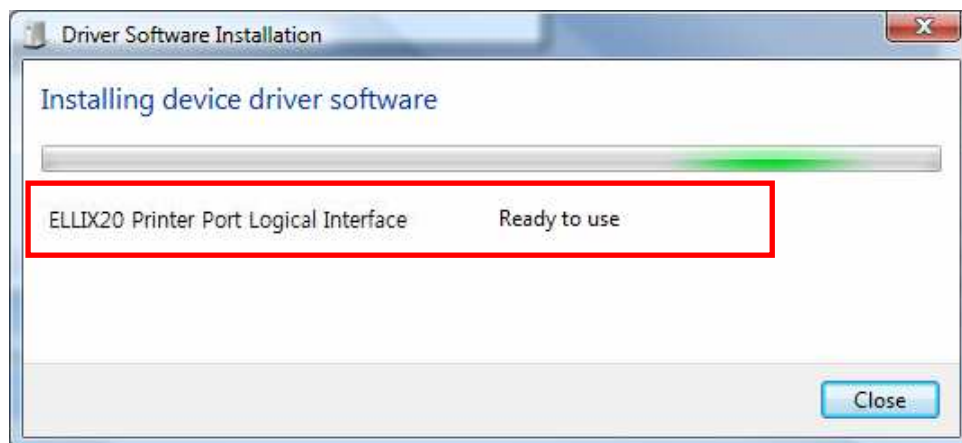 Driver Software Installation
Installing device driver software
ELLIX20 Printer Port Logical Interface Ready to use
Close